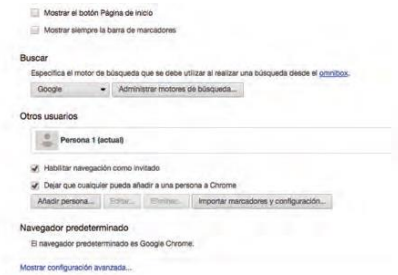 Mostrar el botón Página de inicio
Mostrar siempre la barra de marcadores
Buscar
Especifica el motor de búsqueda que se debe utilizar al realizar una búsqueda desde el omnibox.
Google Administrar motores de búsqueda...
Otros usuarios
Persona 1 (actual)
Habilitar navegación como invitado
Dejar que cualquier pueda añadir a una persona a Chrome
Añadir persona... Editar... Eliminar... Importar marcadores y configuración...
Navegador predeterminado
El navegador predeterminado es Google Chrome.
Mostrar configuración avanzada...